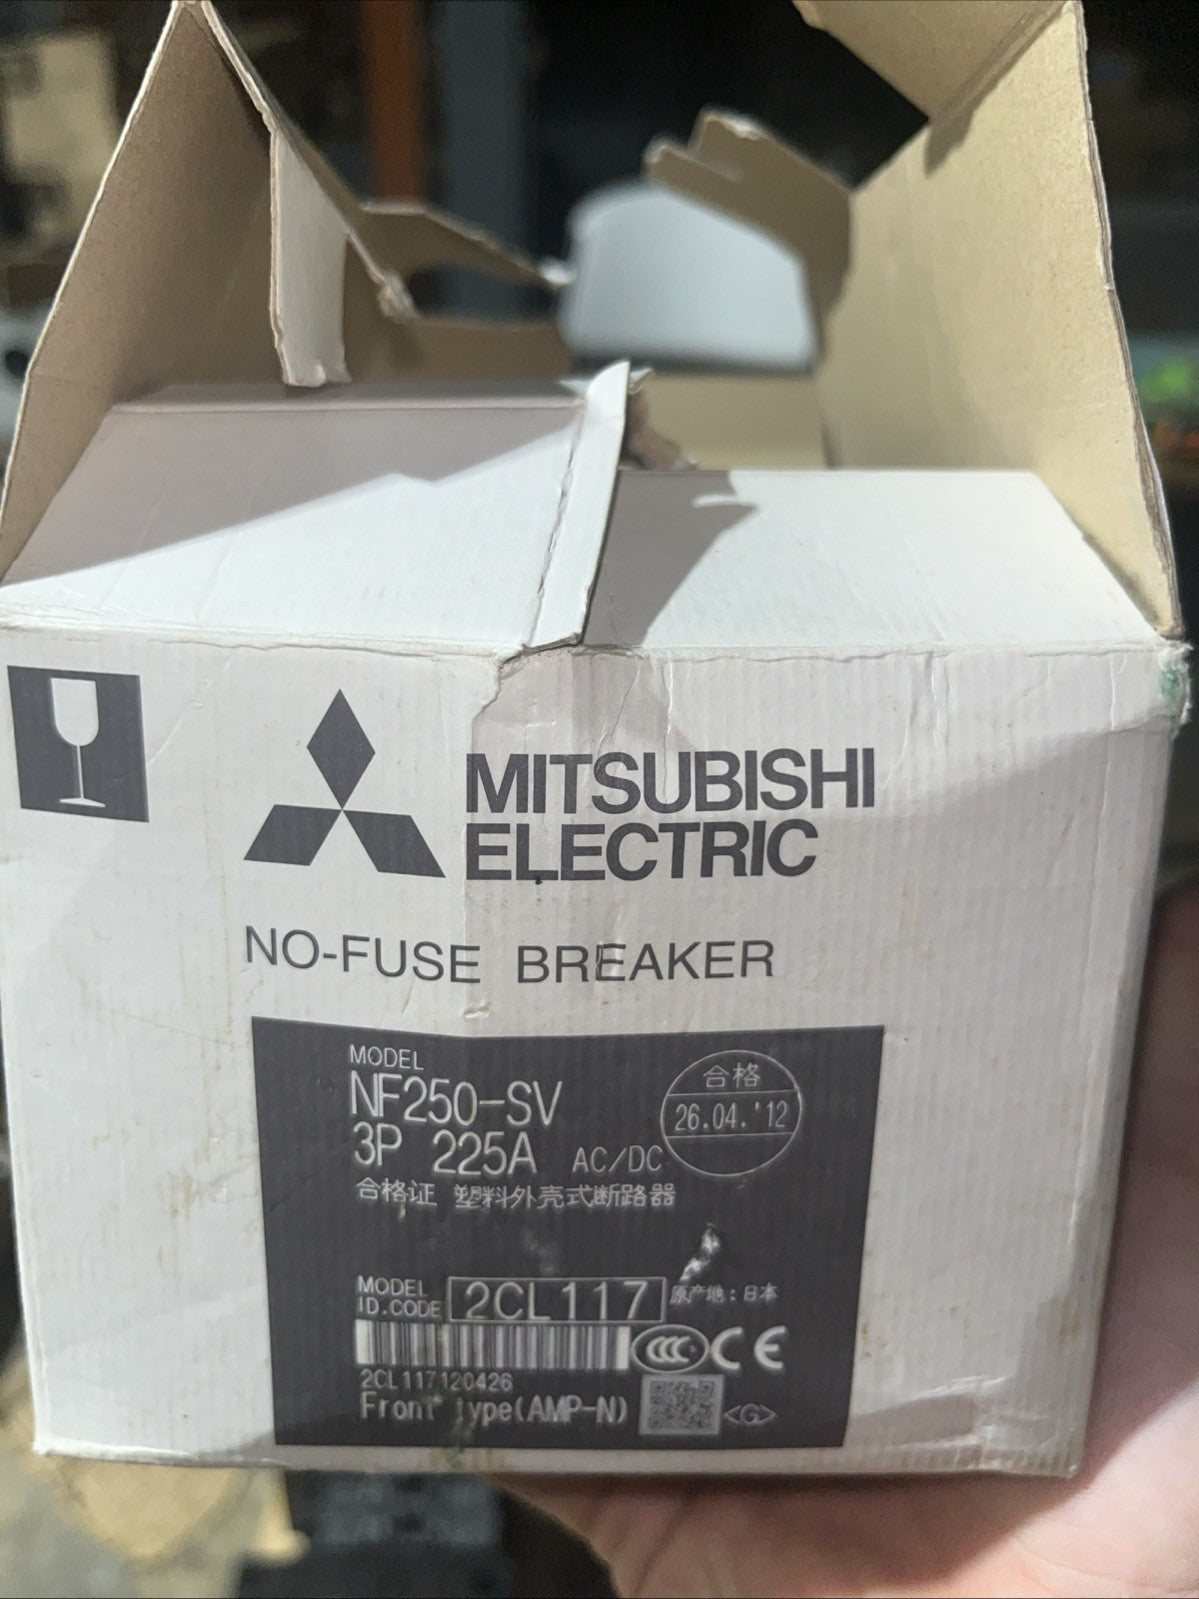 MITSUBISHI
ELECTRIC
NO-FUSE BREAKER
MODEL
NF250-SV
3P 225A AC/DC
合格
26.04.'12
合格证 塑料外壳式断路器
MODEL
ID.CODE 2CL117 原产地:日本
CCC CE
2CL117120426
Front type(AMP-N) <G>